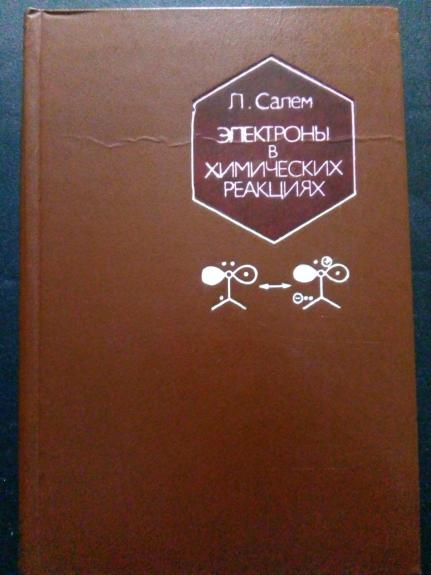 Л. Салем
ЭЛЕКТРОНЫ
В
ХИМИЧЕСКИХ
РЕАКЦИЯХ